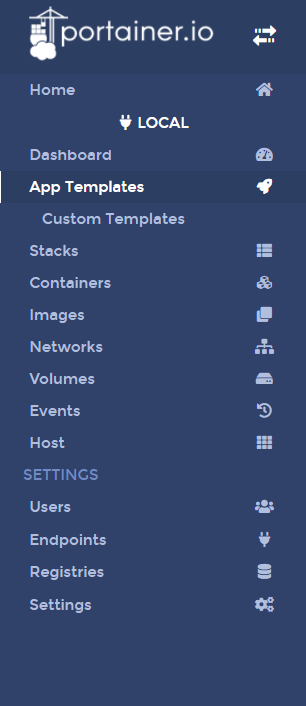 portainer.io
Home
LOCAL
Dashboard
App Templates
Custom Templates
Stacks
Containers
Images
Networks
Volumes
Events
Host
SETTINGS
Users
Endpoints
Registries
Settings